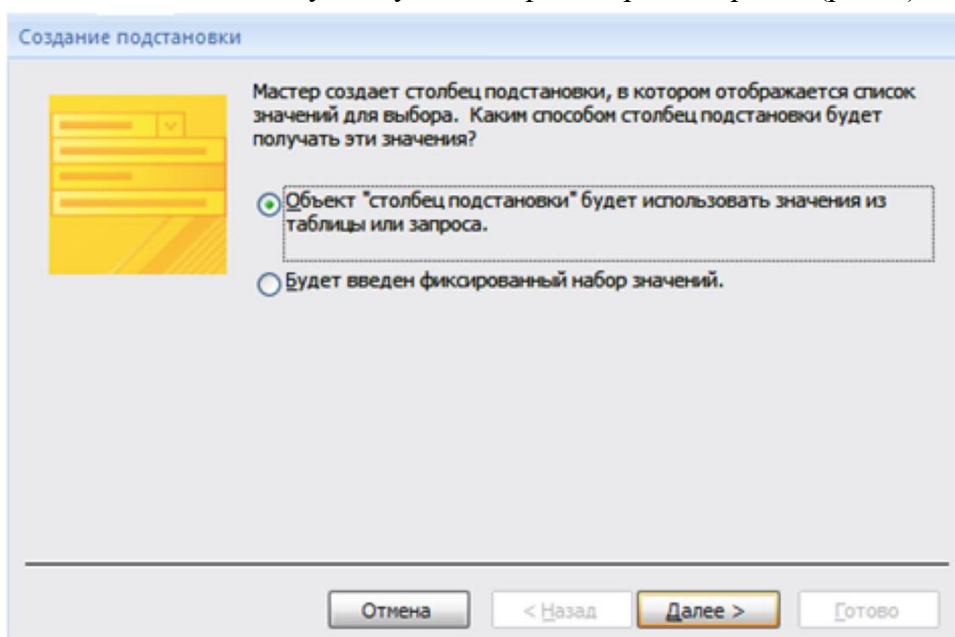 Создание подстановки
Мастер создает столбец подстановки, в котором отображается список
значений для выбора. Каким способом столбец подстановки будет
получать эти значения?
Объект "столбец подстановки" будет использовать значения из
таблицы или запроса.
Будет введен фиксированный набор значений.
Отмена
< Назад
Далее >
Готово